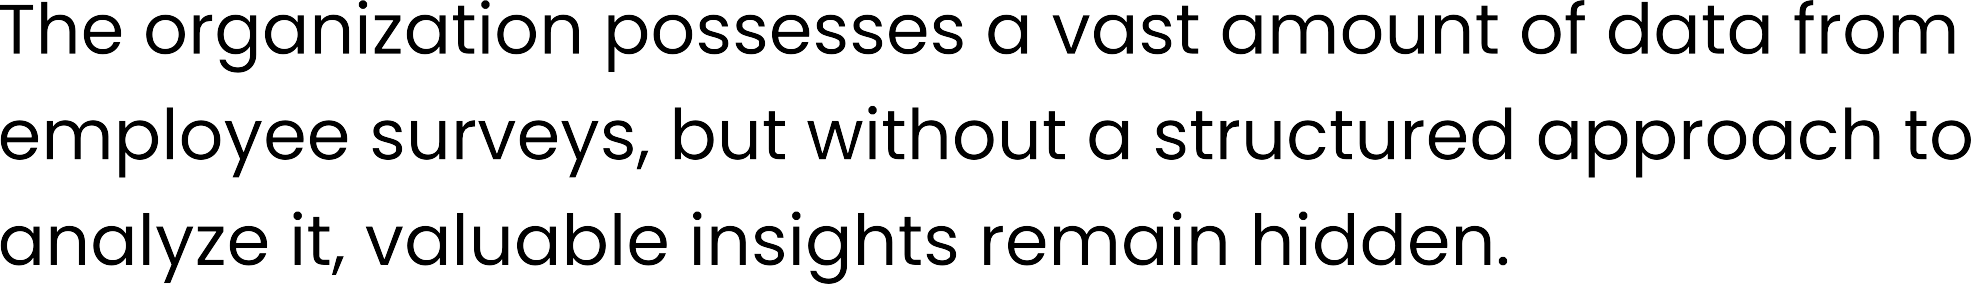 The organization possesses a vast amount of data from
employee surveys, but without a structured approach to
analyze it, valuable insights remain hidden.